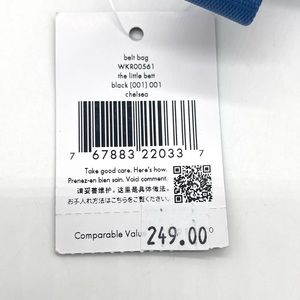 belt bag
WKR00561
the little bett
black (001) 001
chelsea
7 67883 22033 7
Take good care. Here's how.
Prenez-en bien soin. Voici comment.
请妥善维护。这里是具体做法。
お手入れ方法はこちらをご覧ください
Comparable Value
249.00